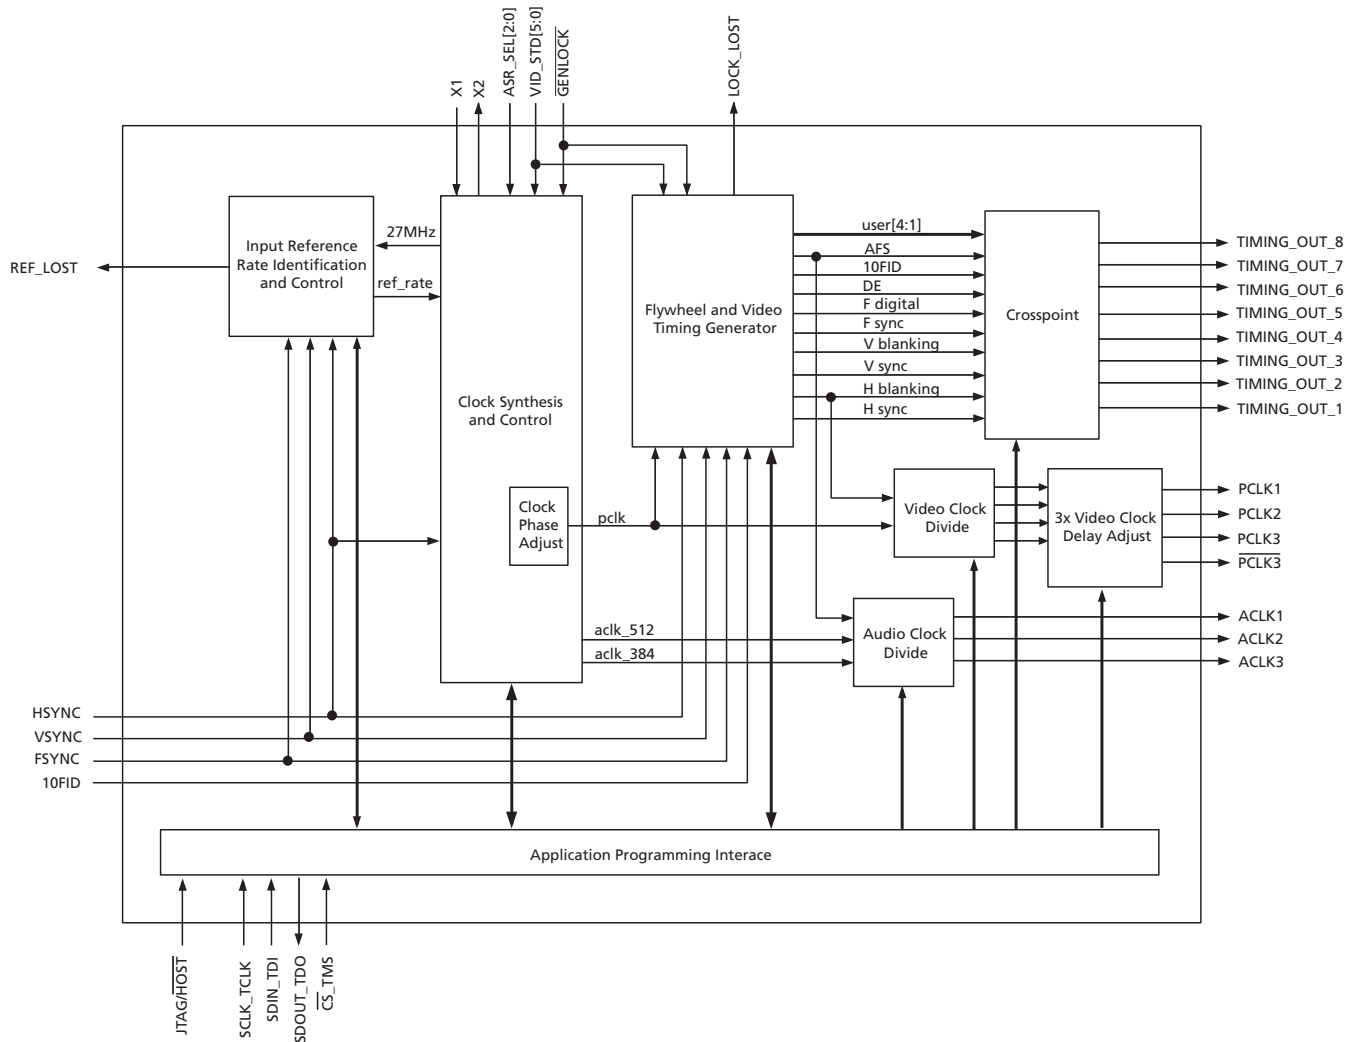 X1
X2
ASR_SEL[2:0]
VID_STD[5:0]
GENLOCK
LOCK_LOST
REF_LOST
Input Reference
Rate Identification
and Control
27MHz
ref_rate
Clock Synthesis
and Control
Clock
Phase
Adjust
Flywheel and Video
Timing Generator
user[4:1]
AFS
10FID
DE
F digital
F sync
V blanking
V sync
H blanking
H sync
Crosspoint
TIMING_OUT_8
TIMING_OUT_7
TIMING_OUT_6
TIMING_OUT_5
TIMING_OUT_4
TIMING_OUT_3
TIMING_OUT_2
TIMING_OUT_1
pclk
Video Clock
Divide
3x Video Clock
Delay Adjust
PCLK1
PCLK2
PCLK3
PCLK3
aclk_512
aclk_384
Audio Clock
Divide
ACLK1
ACLK2
ACLK3
HSYNC
VSYNC
FSYNC
10FID
Application Programming Interace
JTAG/HOST
SCLK_TCLK
SDIN_TDI
SDOUT_TDO
CS_TMS